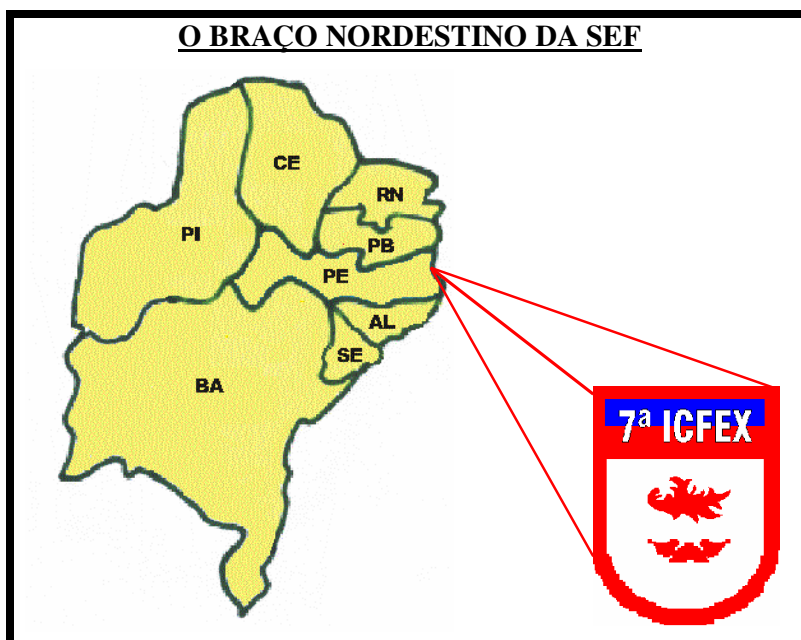 O BRAÇO NORDESTINO DA SEF
CE
RN
PI
PB
PE
AL
SE
BA
7ª ICFEX